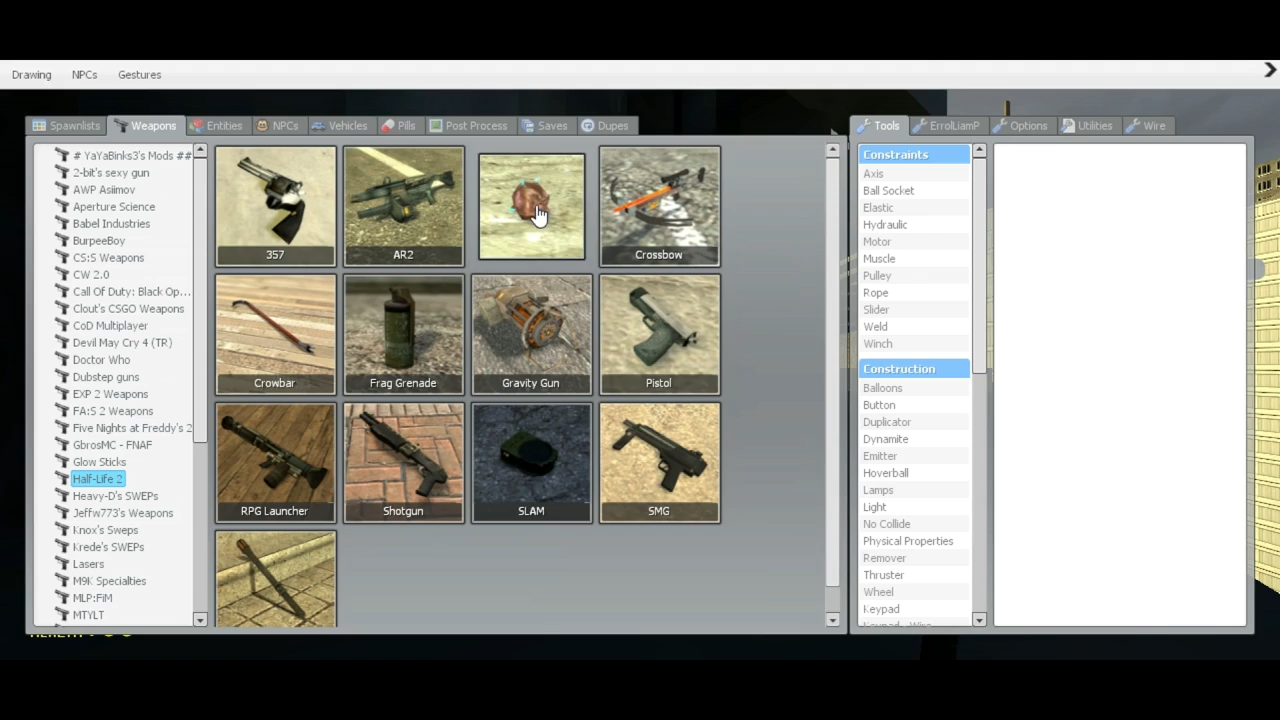 Drawing NPCs Gestures
Spawnlists Weapons Entities NPCs Vehicles Pills Post Process Saves Dupes
Tools ErrolLiamP Options Utilities Wire
# YaYaBinks3's Mods ##
2-bit's sexy gun
AWP Asiimov
Aperture Science
Babel Industries
BurpeeBoy
CS:S Weapons
CW 2.0
Call Of Duty: Black Op...
Clout's CSGO Weapons
CoD Multiplayer
Devil May Cry 4 (TR)
Doctor Who
Dubstep guns
EXP 2 Weapons
FA:S 2 Weapons
Five Nights at Freddy's 2
GbrosMC - FNAF
Glow Sticks
Half-Life 2
Heavy-D's SWEPs
Jeffw773's Weapons
Knox's Sweps
Krede's SWEPs
Lasers
M9K Specialties
MLP:FiM
MTYLT
357
AR2
Crossbow
Crowbar
Frag Grenade
Gravity Gun
Pistol
RPG Launcher
Shotgun
SLAM
SMG
Constraints
Axis
Ball Socket
Elastic
Hydraulic
Motor
Muscle
Pulley
Rope
Slider
Weld
Winch
Construction
Balloons
Button
Duplicator
Dynamite
Emitter
Hoverball
Lamps
Light
No Collide
Physical Properties
Remover
Thruster
Wheel
Keypad
Keypad - Wire